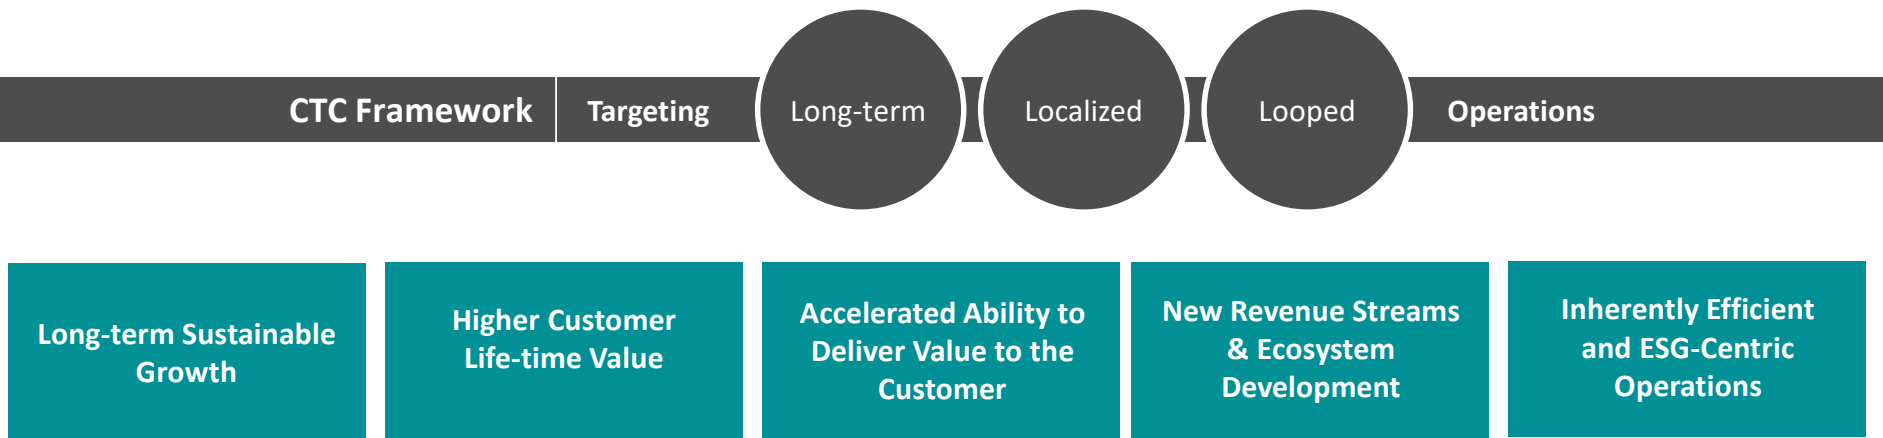 CTC Framework
Targeting
Long-term
Localized
Looped
Operations
Long-term Sustainable
Growth
Higher Customer
Life-time Value
Accelerated Ability to
Deliver Value to the
Customer
New Revenue Streams
& Ecosystem
Development
Inherently Efficient
and ESG-Centric
Operations